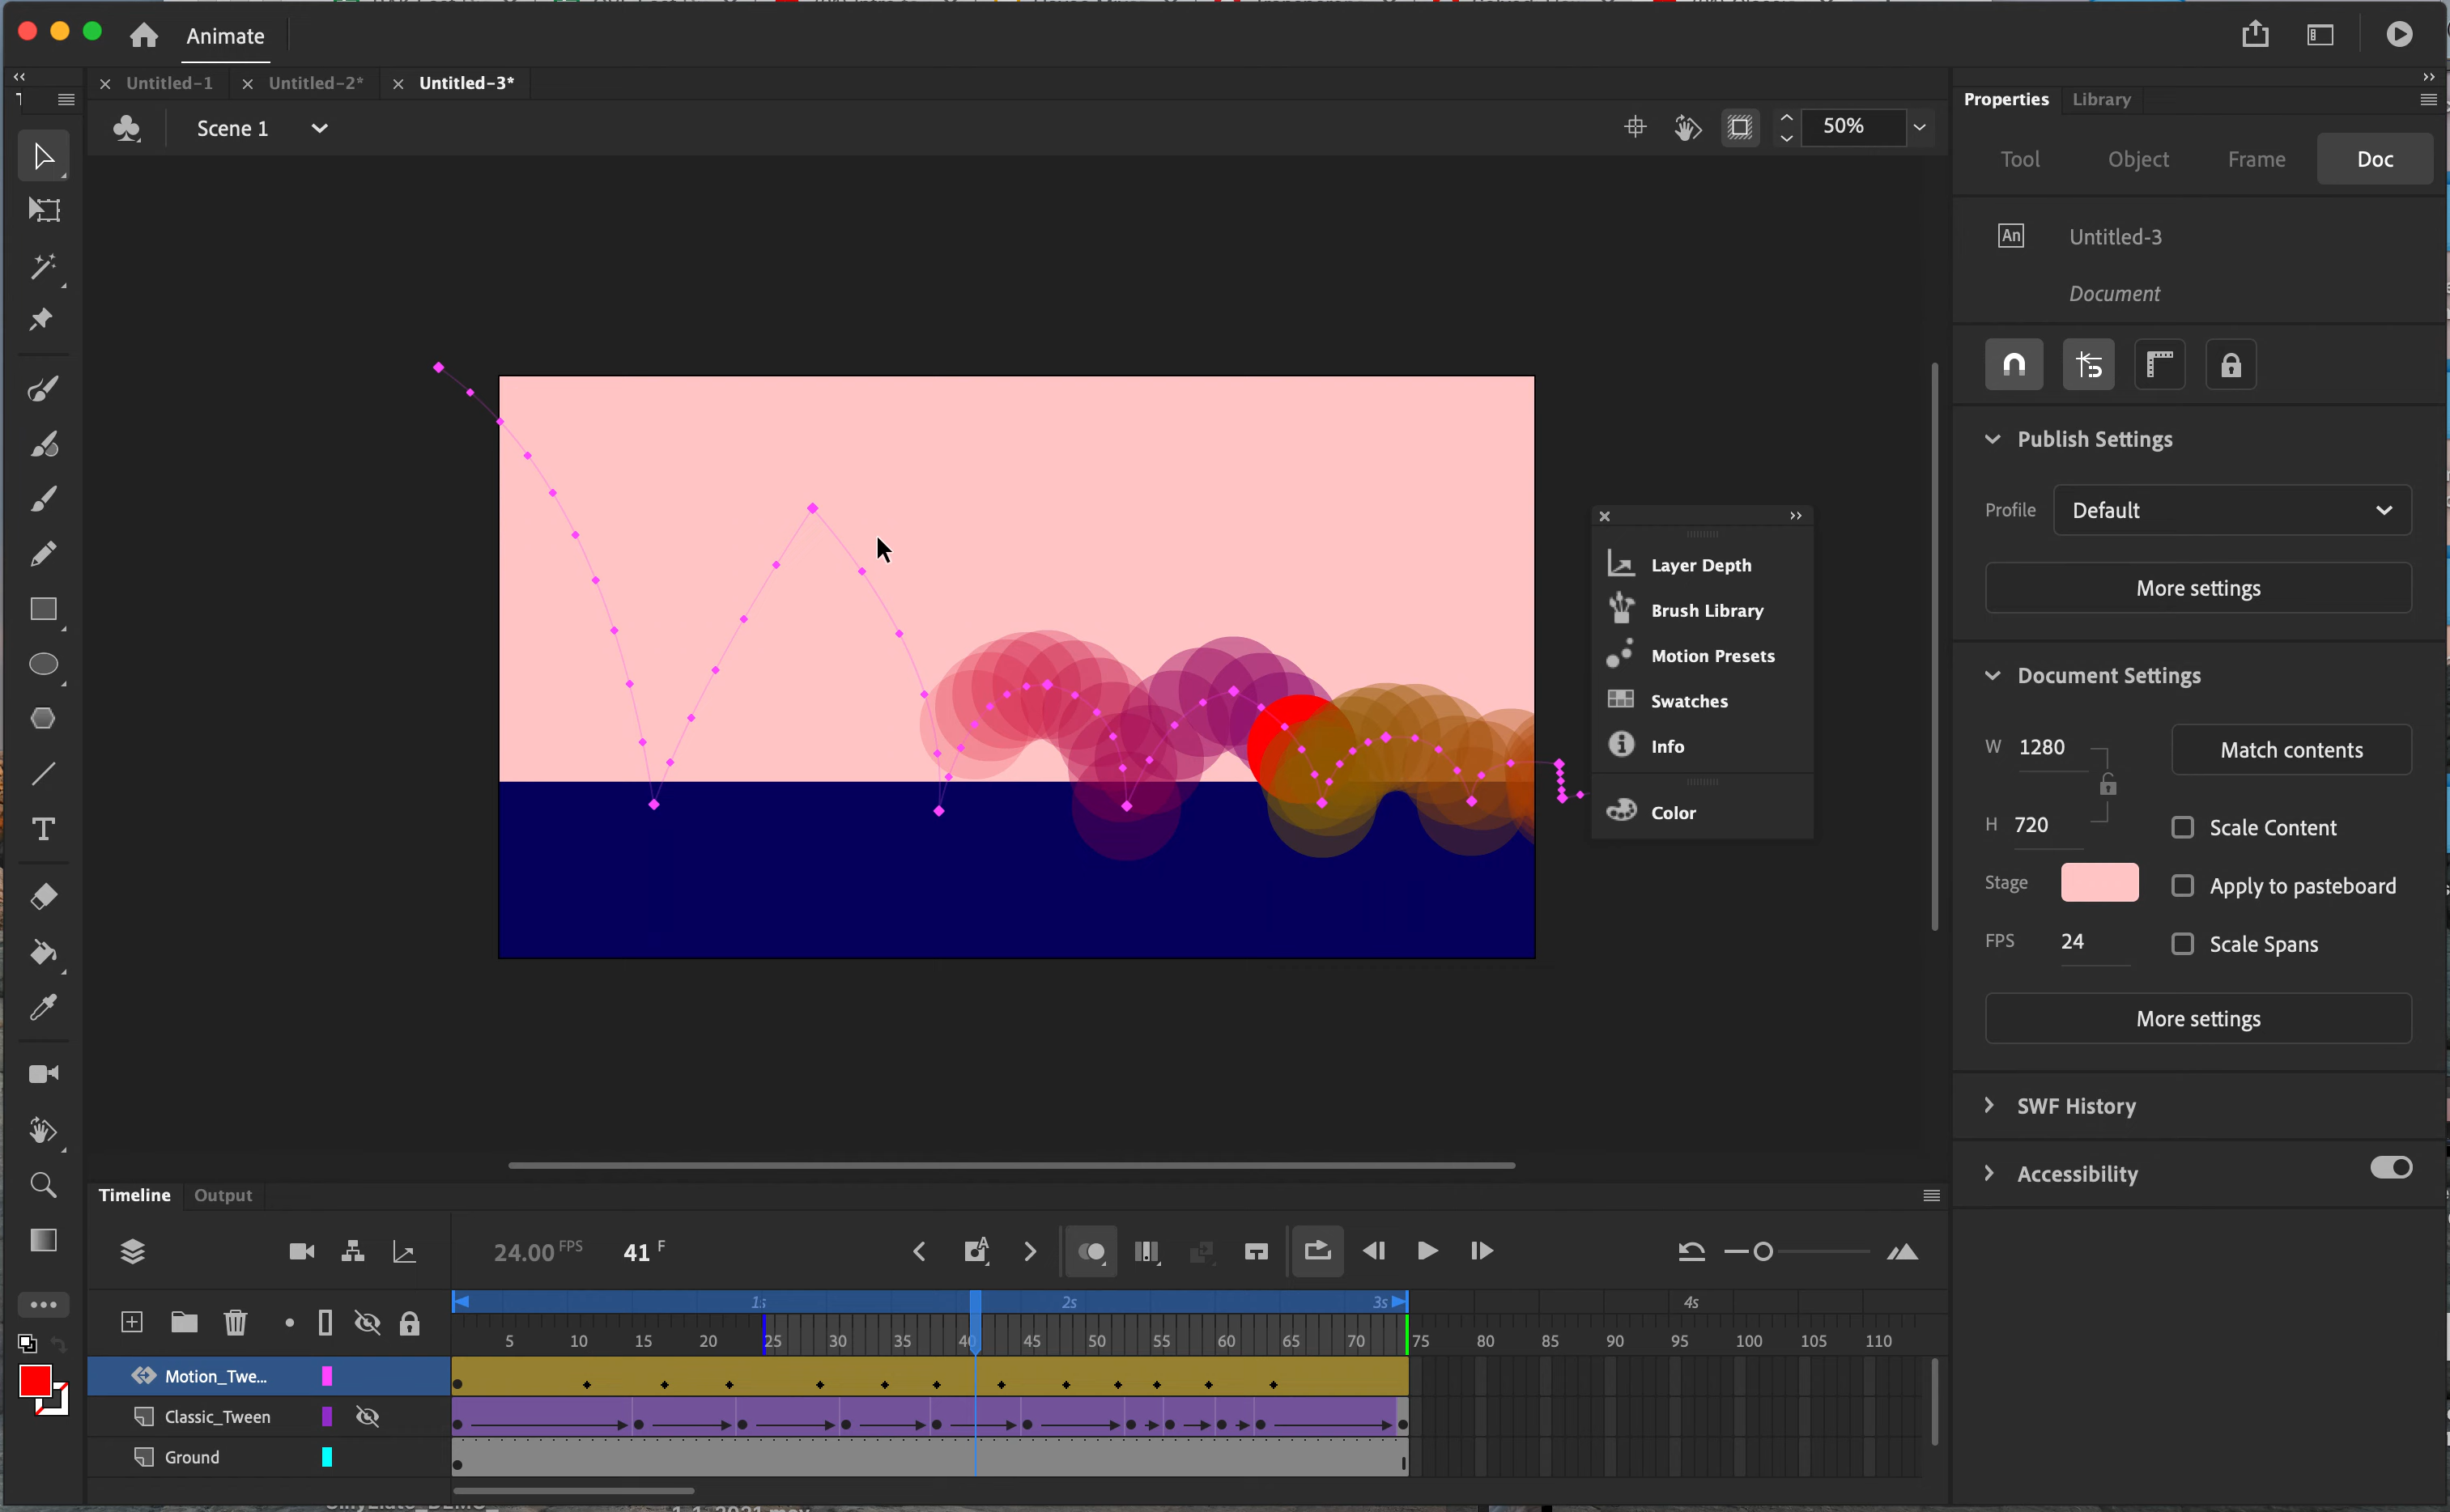 Animate
Untitled-1
Untitled-2*
Untitled-3*
Scene 1
50%
Properties
Library
Tool
Object
Frame
Doc
An
Untitled-3
Document
Publish Settings
Profile
Default
More settings
Layer Depth
Brush Library
Motion Presets
Swatches
Info
Color
Document Settings
W 1280
Match contents
H 720
Scale Content
Stage
Apply to pasteboard
FPS 24
Scale Spans
More settings
SWF History
Accessibility
Timeline
Output
24.00 FPS
41 F
1s 2s 3s 4s
5 10 15 20 25 30 35 40 45 50 55 60 65 70 75 80 85 90 95 100 105 110
Motion_Twe...
Classic_Tween
Ground